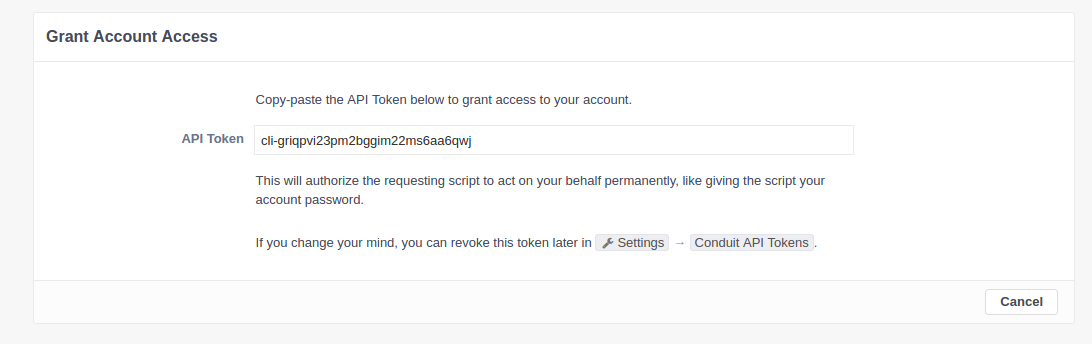 Grant Account Access
Copy-paste the API Token below to grant access to your account.
API Token cli-griqpvi23pm2bggim22ms6aa6qwj
This will authorize the requesting script to act on your behalf permanently, like giving the script your
account password.
If you change your mind, you can revoke this token later in Settings → Conduit API Tokens.
Cancel